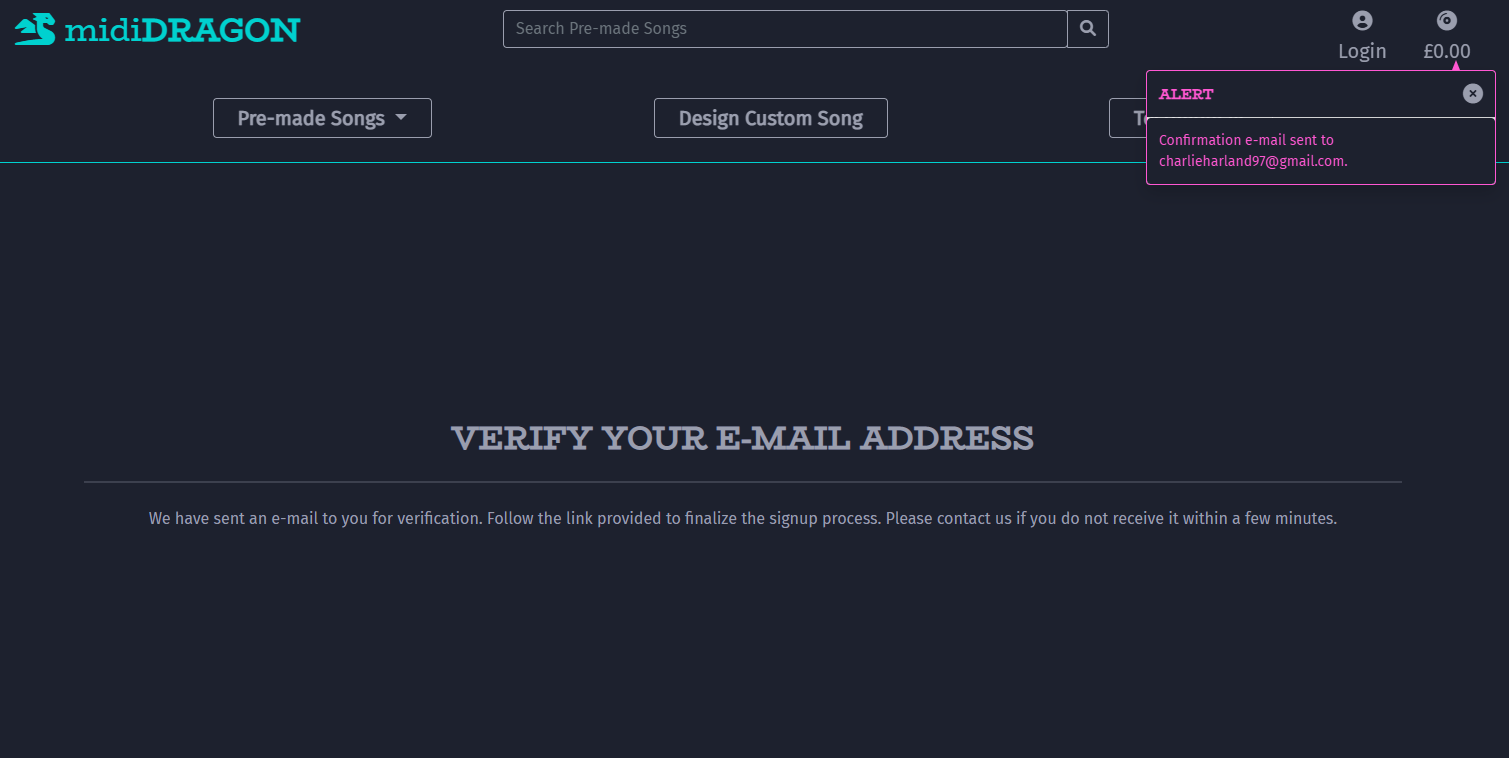 midiDRAGON
Search Pre-made Songs
Login
£0.00
Pre-made Songs
Design Custom Song
ALERT
Confirmation e-mail sent to
charlieharland97@gmail.com.
VERIFY YOUR E-MAIL ADDRESS
We have sent an e-mail to you for verification. Follow the link provided to finalize the signup process. Please contact us if you do not receive it within a few minutes.